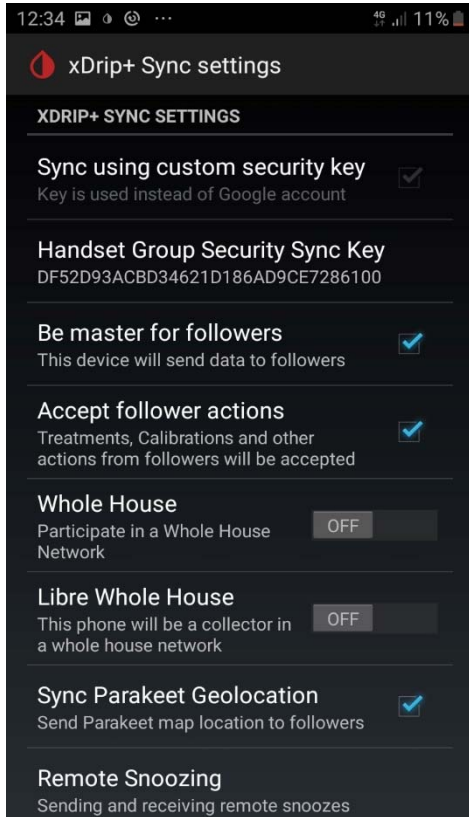 12:34 ... 4G 11%
xDrip+ Sync settings
XDRIP+ SYNC SETTINGS
Sync using custom security key
Key is used instead of Google account
Handset Group Security Sync Key
DF52D93ACBD34621D186AD9CE7286100
Be master for followers
This device will send data to followers
Accept follower actions
Treatments, Calibrations and other
actions from followers will be accepted
Whole House
Participate in a Whole House
Network
OFF
Libre Whole House
This phone will be a collector in
a whole house network
OFF
Sync Parakeet Geolocation
Send Parakeet map location to followers
Remote Snoozing
Sending and receiving remote snoozes